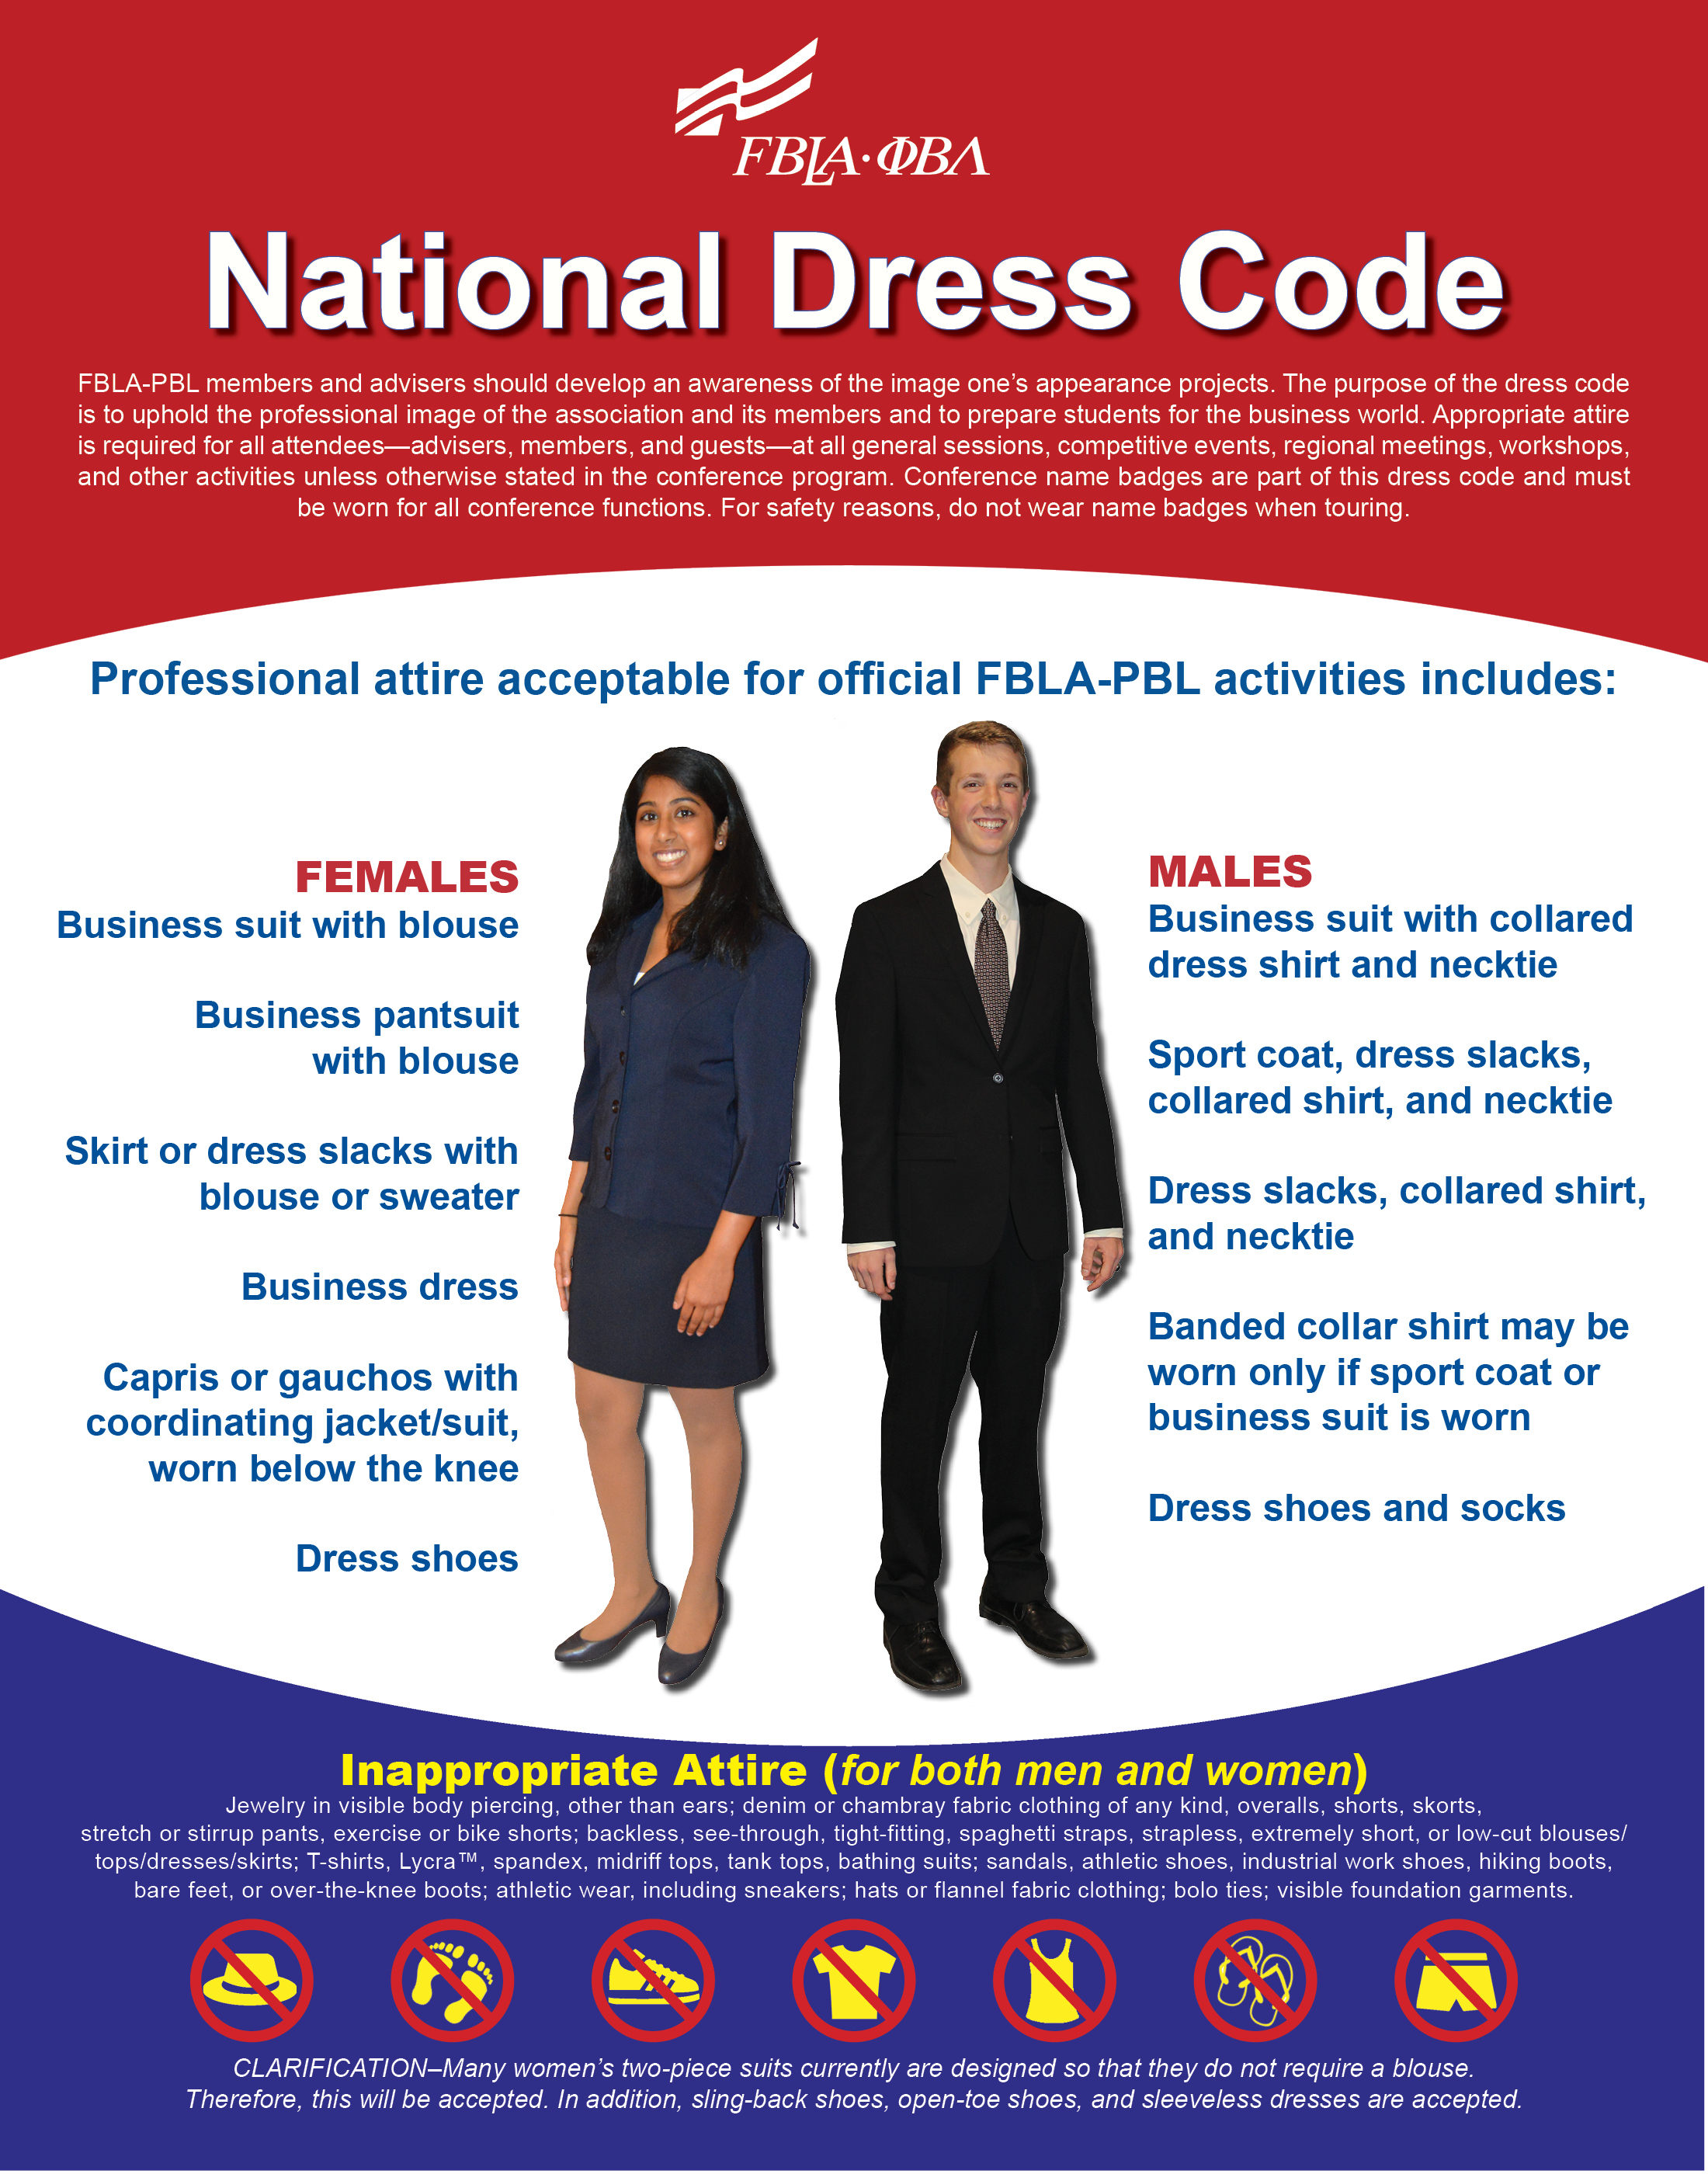 FBLA·ΦBΛ
National Dress Code
FBLA-PBL members and advisers should develop an awareness of the image one's appearance projects. The purpose of the dress code
is to uphold the professional image of the association and its members and to prepare students for the business world. Appropriate attire
is required for all attendees—advisers, members, and guests—at all general sessions, competitive events, regional meetings, workshops,
and other activities unless otherwise stated in the conference program. Conference name badges are part of this dress code and must
be worn for all conference functions. For safety reasons, do not wear name badges when touring.
Professional attire acceptable for official FBLA-PBL activities includes:
FEMALES
Business suit with blouse
Business pantsuit
with blouse
Skirt or dress slacks with
blouse or sweater
Business dress
Capris or gauchos with
coordinating jacket/suit,
worn below the knee
Dress shoes
MALES
Business suit with collared
dress shirt and necktie
Sport coat, dress slacks,
collared shirt, and necktie
Dress slacks, collared shirt,
and necktie
Banded collar shirt may be
worn only if sport coat or
business suit is worn
Dress shoes and socks
Inappropriate Attire (for both men and women)
Jewelry in visible body piercing, other than ears; denim or chambray fabric clothing of any kind, overalls, shorts, skorts,
stretch or stirrup pants, exercise or bike shorts; backless, see-through, tight-fitting, spaghetti straps, strapless, extremely short, or low-cut blouses/
tops/dresses/skirts; T-shirts, Lycra™, spandex, midriff tops, tank tops, bathing suits; sandals, athletic shoes, industrial work shoes, hiking boots,
bare feet, or over-the-knee boots; athletic wear, including sneakers; hats or flannel fabric clothing; bolo ties; visible foundation garments.
CLARIFICATION–Many women's two-piece suits currently are designed so that they do not require a blouse.
Therefore, this will be accepted. In addition, sling-back shoes, open-toe shoes, and sleeveless dresses are accepted.